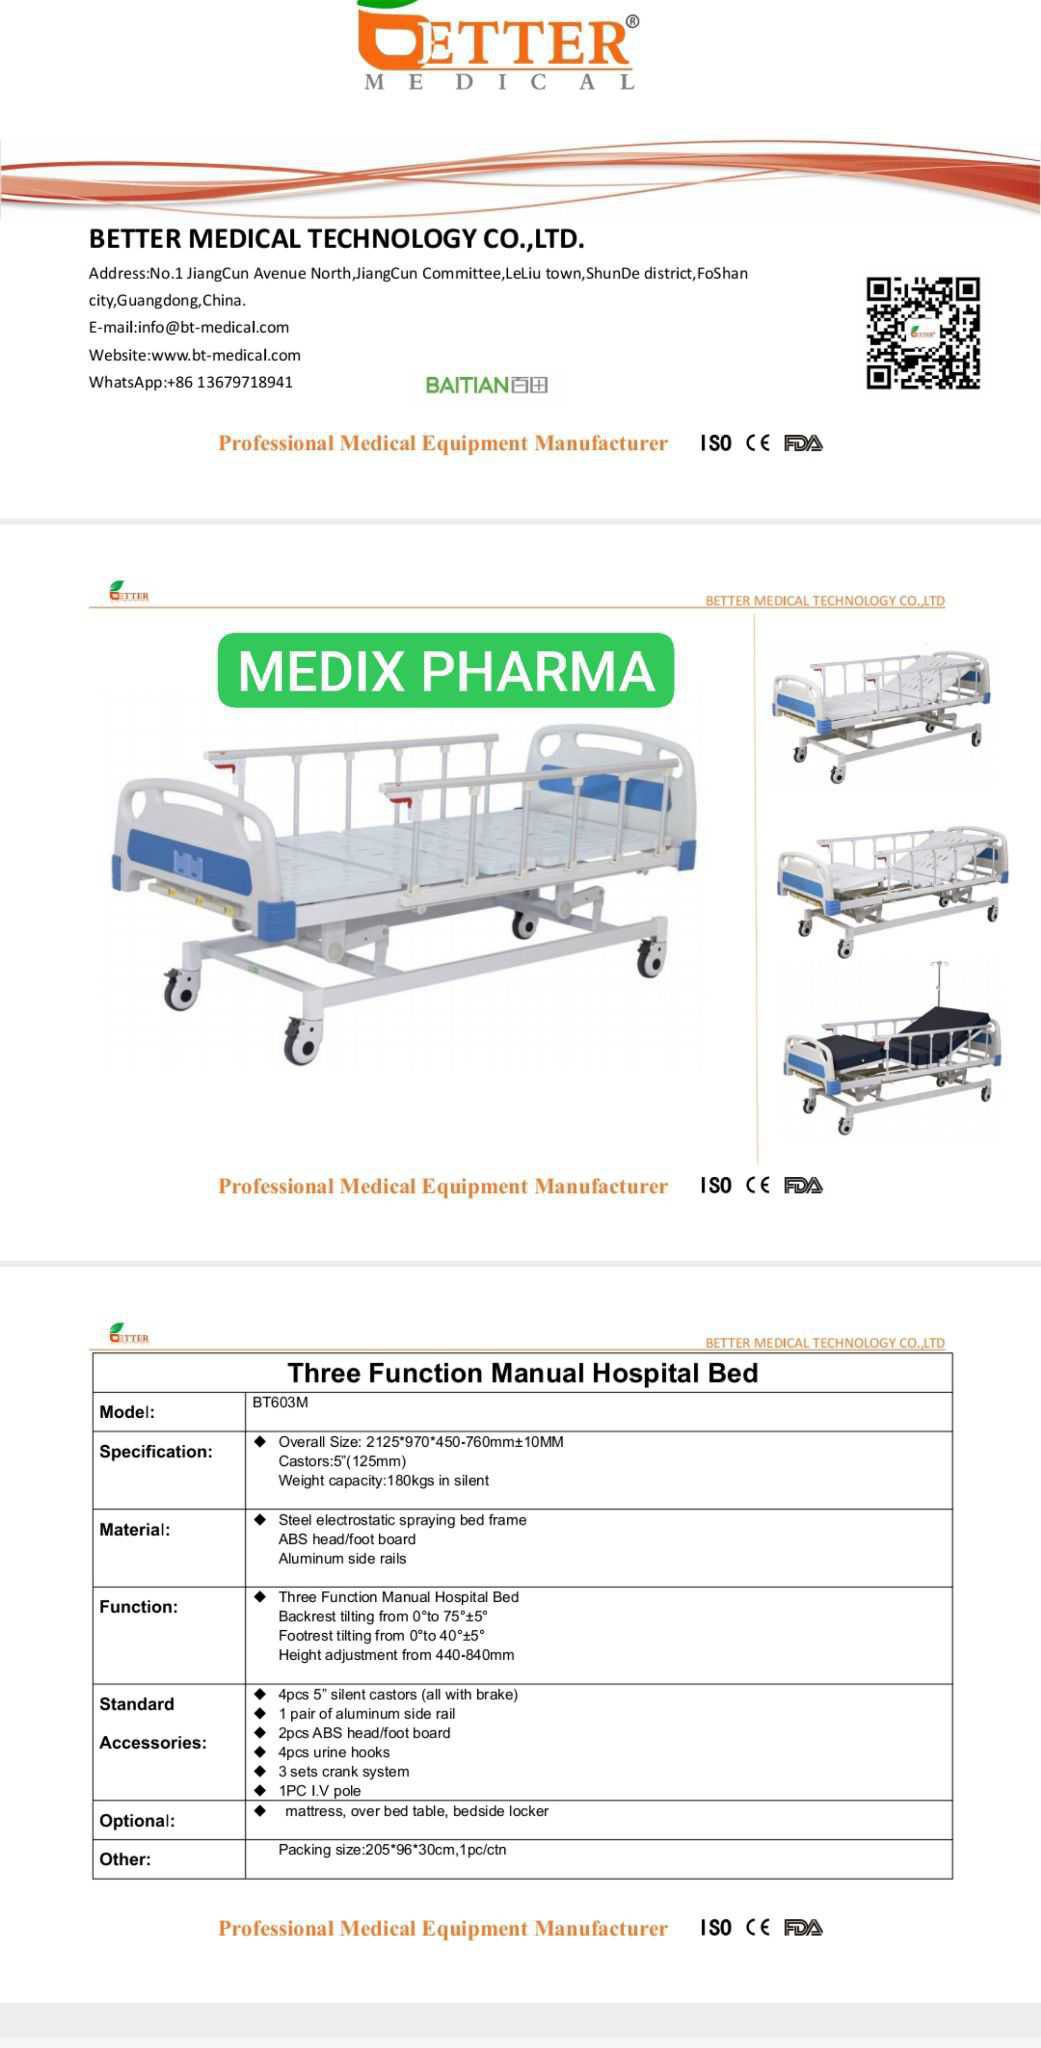 BETTER®
MEDICAL
BETTER MEDICAL TECHNOLOGY CO.,LTD.
Address:No.1 JiangCun Avenue North,JiangCun Committee,LeLiu town,ShunDe district,FoShan
city,Guangdong,China.
E-mail:info@bt-medical.com
Website:www.bt-medical.com
WhatsApp:+86 13679718941
BAITIAN百田
BETTER
Professional Medical Equipment Manufacturer ISO CE FDA
BETTER
BETTER MEDICAL TECHNOLOGY CO.,LTD
MEDIX PHARMA
Professional Medical Equipment Manufacturer ISO CE FDA
BETTER
BETTER MEDICAL TECHNOLOGY CO.,LTD
Three Function Manual Hospital Bed
Model:
BT603M
Specification:
◆ Overall Size: 2125*970*450-760mm±10MM
Castors:5”(125mm)
Weight capacity:180kgs in silent
Material:
◆ Steel electrostatic spraying bed frame
ABS head/foot board
Aluminum side rails
Function:
◆ Three Function Manual Hospital Bed
Backrest tilting from 0°to 75°±5°
Footrest tilting from 0°to 40°±5°
Height adjustment from 440-840mm
Standard
Accessories:
◆ 4pcs 5” silent castors (all with brake)
◆ 1 pair of aluminum side rail
◆ 2pcs ABS head/foot board
◆ 4pcs urine hooks
◆ 3 sets crank system
◆ 1PC I.V pole
Optional:
◆ mattress, over bed table, bedside locker
Other:
Packing size:205*96*30cm,1pc/ctn
Professional Medical Equipment Manufacturer ISO CE FDA